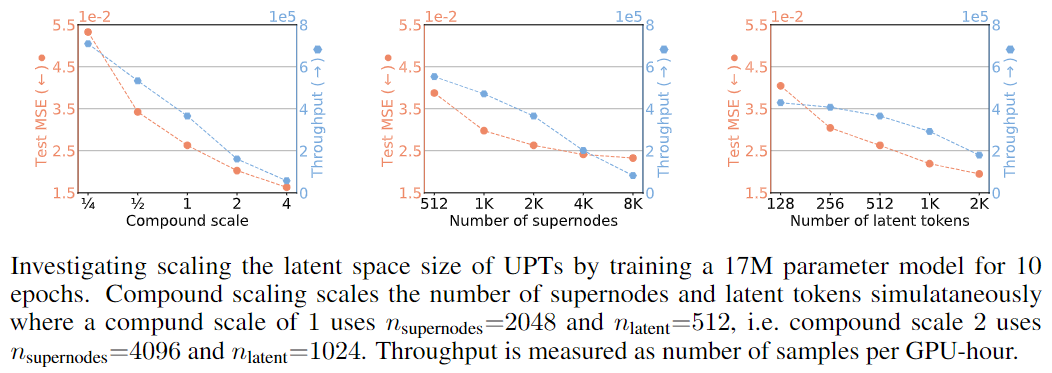 5.5 1e-2 1e5 8
4.5 6
3.5 4
2.5 2
1.5 0
Test MSE (←)
Throughput (→)
¼ ½ 1 2 4
Compound scale
5.5 1e-2 1e5 8
4.5 6
3.5 4
2.5 2
1.5 0
Test MSE (←)
Throughput (→)
512 1K 2K 4K 8K
Number of supernodes
5.5 1e-2 1e5 8
4.5 6
3.5 4
2.5 2
1.5 0
Test MSE (←)
Throughput (→)
128 256 512 1K 2K
Number of latent tokens
Investigating scaling the latent space size of UPTs by training a 17M parameter model for 10
epochs. Compound scaling scales the number of supernodes and latent tokens simulataneously
where a compund scale of 1 uses n_supernodes=2048 and n_latent=512, i.e. compound scale 2 uses
n_supernodes=4096 and n_latent=1024. Throughput is measured as number of samples per GPU-hour.